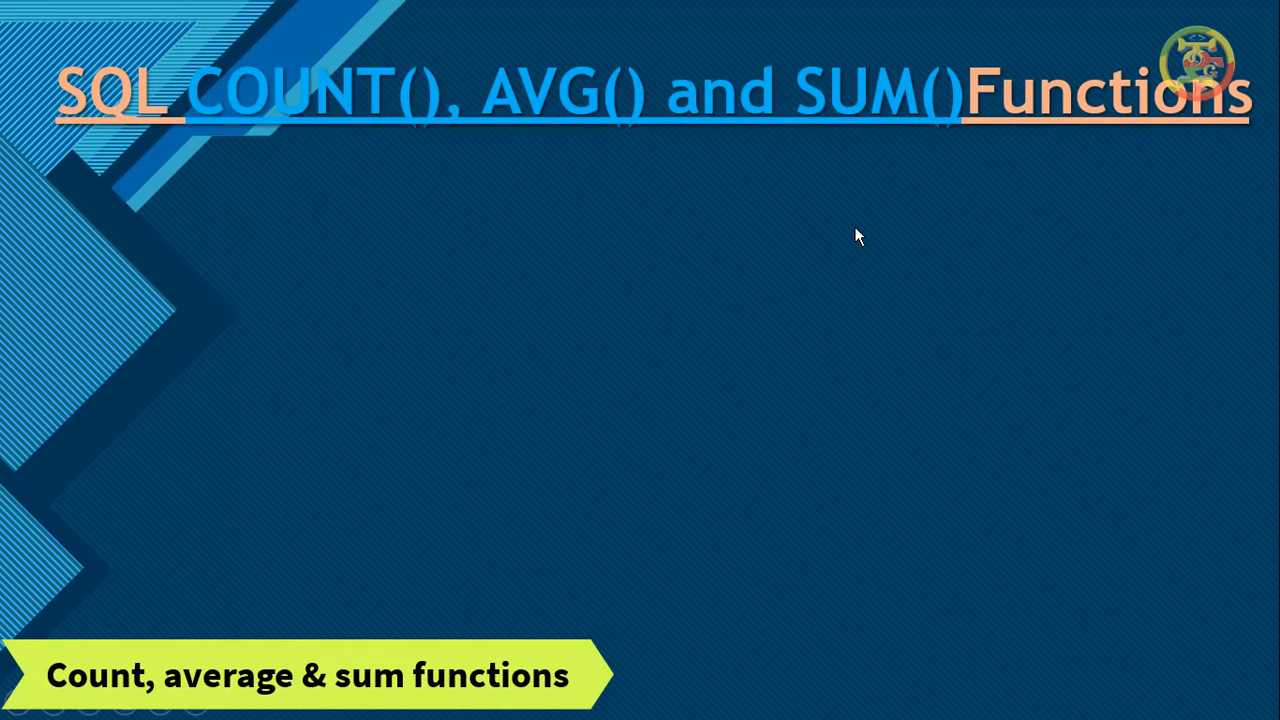 SQL COUNT(), AVG() and SUM()Functions
Count, average & sum functions